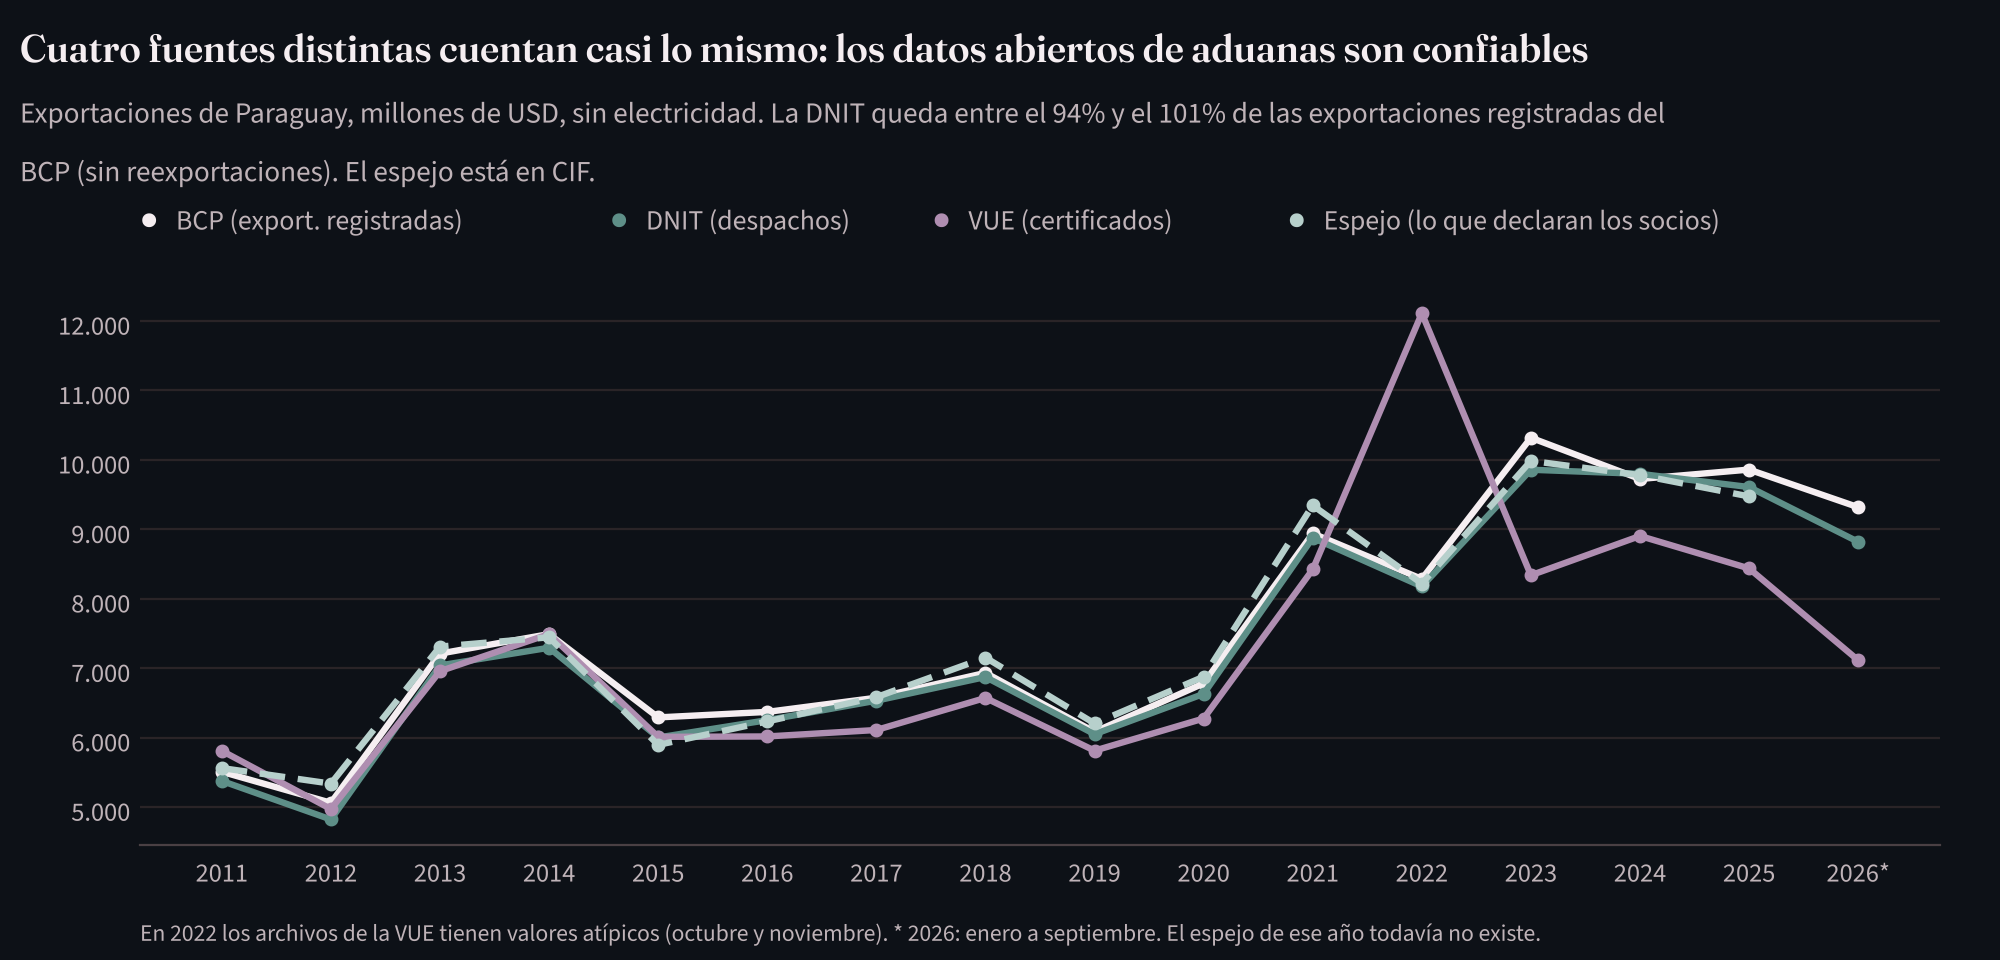 Cuatro fuentes distintas cuentan casi lo mismo: los datos abiertos de aduanas son confiables
Exportaciones de Paraguay, millones de USD, sin electricidad. La DNIT queda entre el 94% y el 101% de las exportaciones registradas del
BCP (sin reexportaciones). El espejo está en CIF.
BCP (export. registradas) DNIT (despachos) VUE (certificados) Espejo (lo que declaran los socios)
12.000
11.000
10.000
9.000
8.000
7.000
6.000
5.000
2011 2012 2013 2014 2015 2016 2017 2018 2019 2020 2021 2022 2023 2024 2025 2026*
En 2022 los archivos de la VUE tienen valores atípicos (octubre y noviembre). * 2026: enero a septiembre. El espejo de ese año todavía no existe.